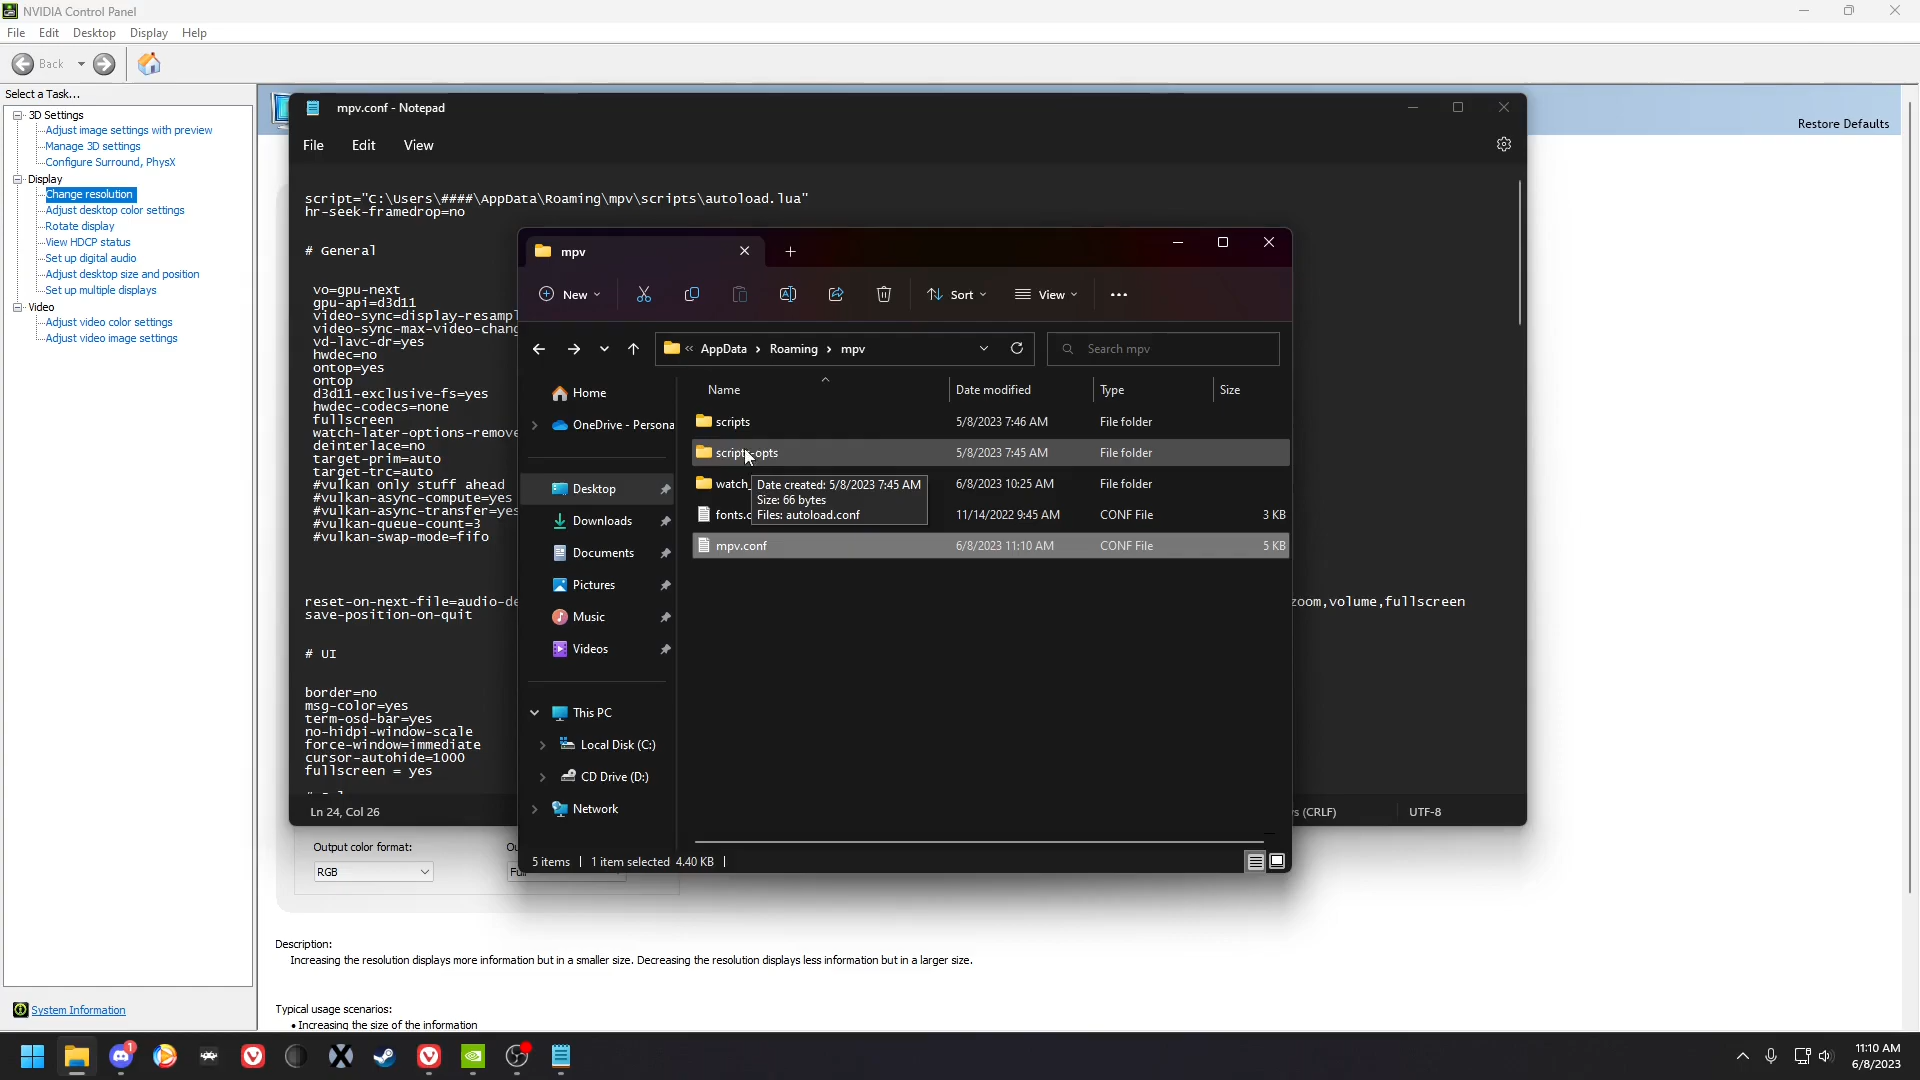 NVIDIA Control Panel
File Edit Desktop Display Help
Back
Select a Task...
3D Settings
Adjust image settings with preview
Manage 3D settings
Configure Surround, PhysX
Display
Change resolution
Adjust desktop color settings
Rotate display
View HDCP status
Set up digital audio
Adjust desktop size and position
Set up multiple displays
Video
Adjust video color settings
Adjust video image settings
System Information
Restore Defaults
mpv.conf - Notepad
File Edit View
script="C:\Users\####\AppData\Roaming\mpv\scripts\autoload.lua"
hr-seek-framedrop=no
# General
vo=gpu-next
gpu-api=d3d11
video-sync=display-resampl
video-sync-max-video-chang
vd-lavc-dr=yes
hwdec=no
ontop=yes
ontop
d3d11-exclusive-fs=yes
hwdec-codecs=none
fullscreen
watch-later-options-remove
deinterlace=no
target-prim=auto
target-trc=auto
#vulkan only stuff ahead
#vulkan-async-compute=yes
#vulkan-async-transfer=yes
#vulkan-queue-count=3
#vulkan-swap-mode=fifo
reset-on-next-file=audio-de zoom,volume,fullscreen
save-position-on-quit
# UI
border=no
msg-color=yes
term-osd-bar=yes
no-hidpi-window-scale
force-window=immediate
cursor-autohide=1000
fullscreen = yes
Ln 24, Col 26
(CRLF)
UTF-8
mpv
New Sort View
« AppData › Roaming › mpv
Search mpv
Home
OneDrive - Persona
Desktop
Downloads
Documents
Pictures
Music
Videos
This PC
Local Disk (C:)
CD Drive (D:)
Network
Name Date modified Type Size
scripts 5/8/2023 7:46 AM File folder
scripts-opts 5/8/2023 7:45 AM File folder
watch_ 6/8/2023 10:25 AM File folder
fonts.c 11/14/2022 9:45 AM CONF File 3 KB
mpv.conf 6/8/2023 11:10 AM CONF File 5 KB
Date created: 5/8/2023 7:45 AM
Size: 66 bytes
Files: autoload.conf
5 items 1 item selected 4.40 KB
Output color format:
RGB
Description:
Increasing the resolution displays more information but in a smaller size. Decreasing the resolution displays less information but in a larger size.
Typical usage scenarios:
• Increasing the size of the information
1
11:10 AM
6/8/2023